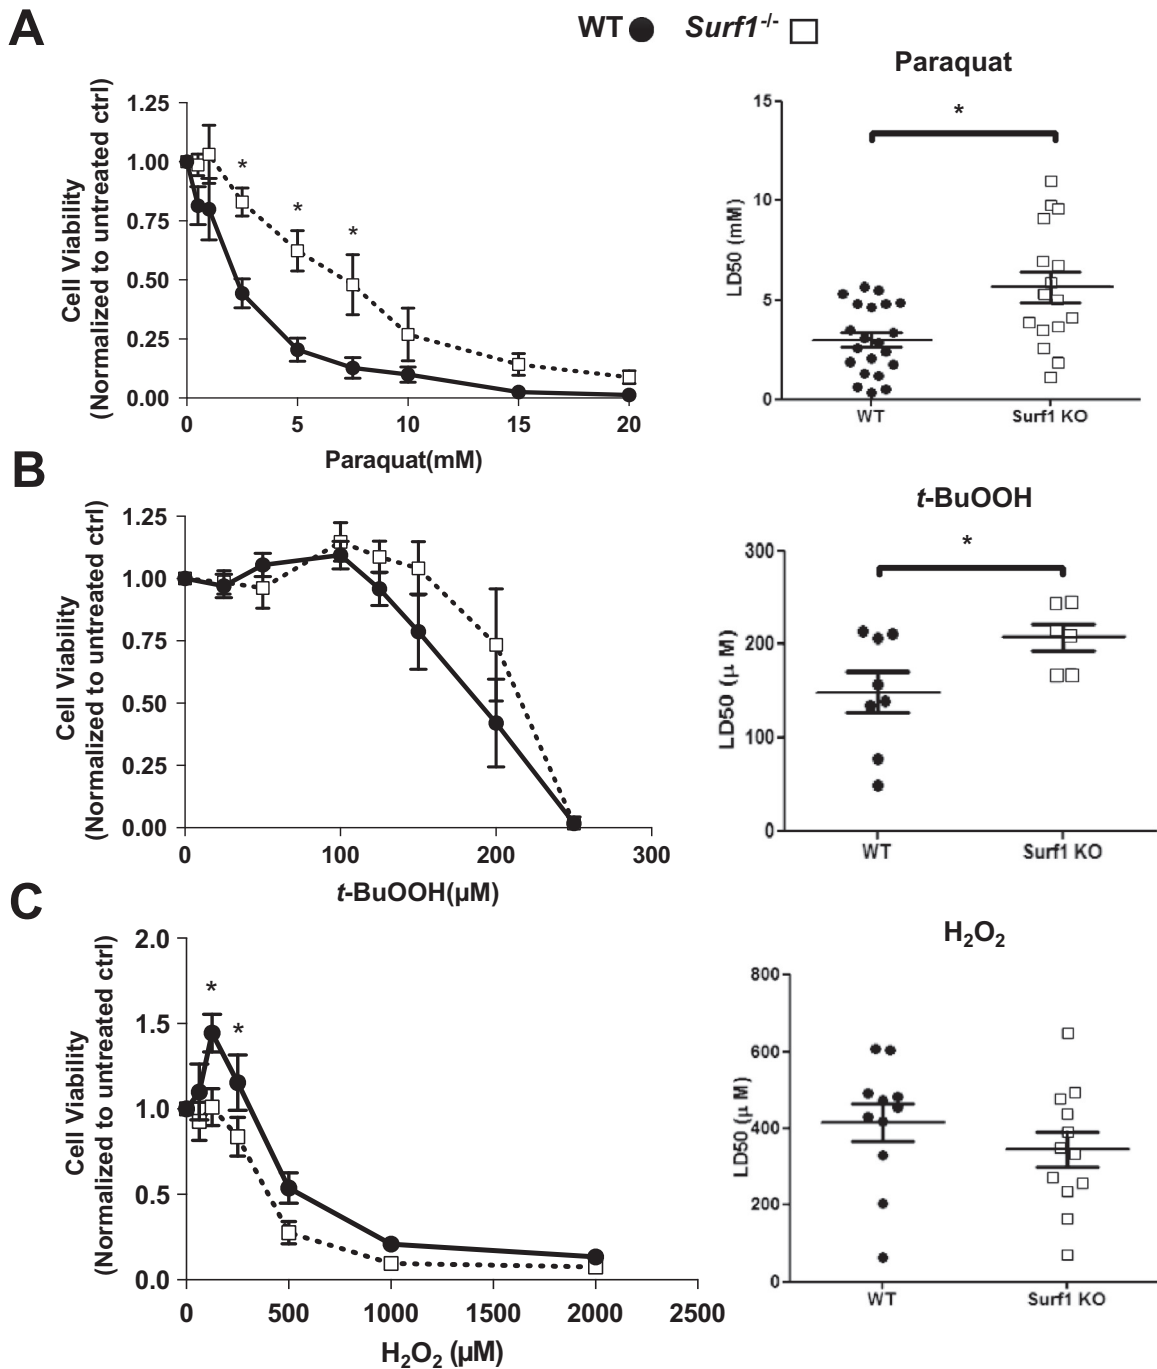 A
WT Surf1-/-
Cell Viability
(Normalized to untreated ctrl)
1.25
1.00
0.75
0.50
0.25
0.00
0 5 10 15 20
Paraquat(mM)
*
*
*
Paraquat
*
LD50 (mM)
15
10
5
0
WT Surf1 KO
B
Cell Viability
(Normalized to untreated ctrl)
1.25
1.00
0.75
0.50
0.25
0.00
0 100 200 300
t-BuOOH(µM)
t-BuOOH
*
LD50 (µ M)
300
200
100
0
WT Surf1 KO
C
Cell Viability
(Normalized to untreated ctrl)
2.0
1.5
1.0
0.5
0.0
0 500 1000 1500 2000 2500
H₂O₂ (µM)
*
*
H₂O₂
LD50 (µ M)
800
600
400
200
0
WT Surf1 KO